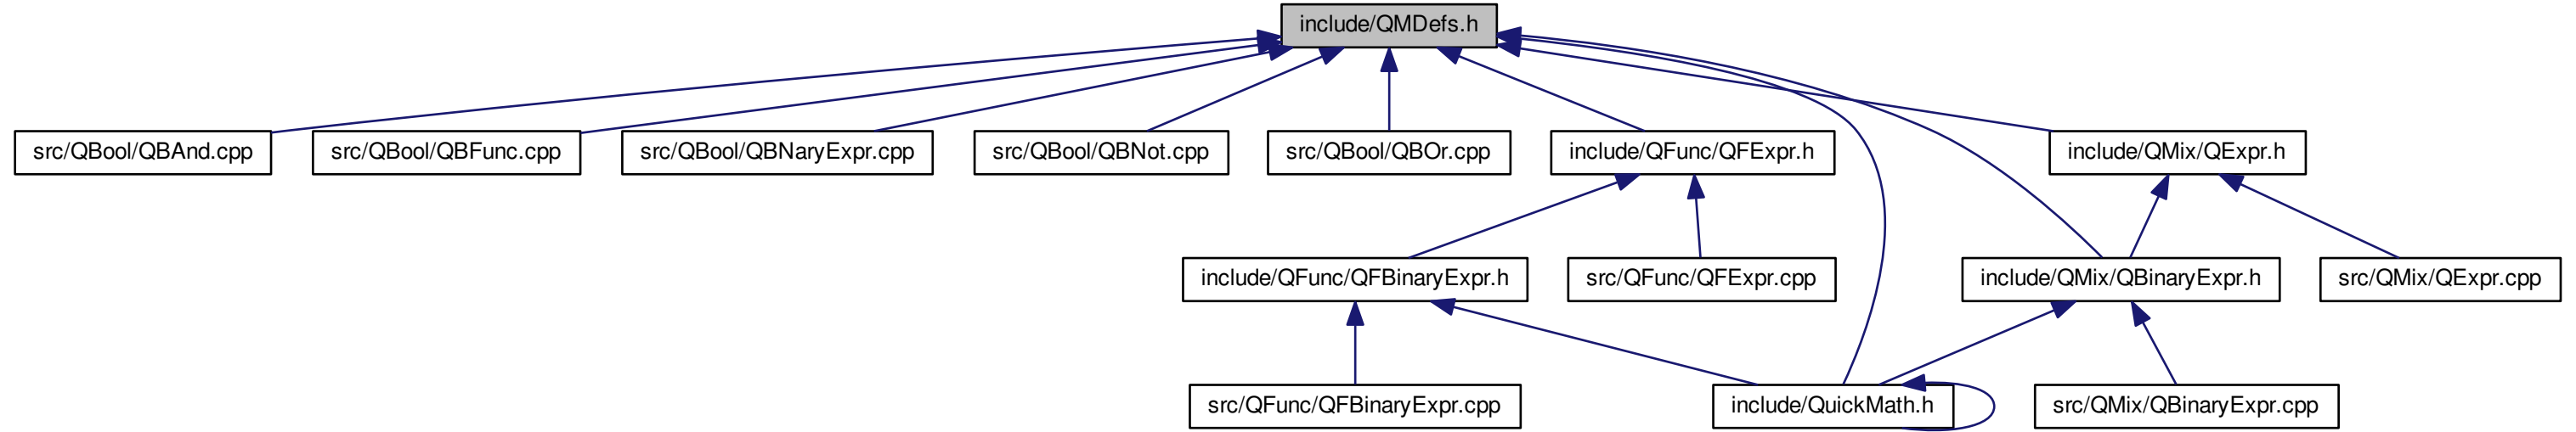 include/QMDefs.h
src/QBool/QBAnd.cpp
src/QBool/QBFunc.cpp
src/QBool/QBNaryExpr.cpp
src/QBool/QBNot.cpp
src/QBool/QBOr.cpp
include/QFunc/QFExpr.h
include/QMix/QExpr.h
include/QFunc/QFBinaryExpr.h
src/QFunc/QFExpr.cpp
include/QMix/QBinaryExpr.h
src/QMix/QExpr.cpp
src/QFunc/QFBinaryExpr.cpp
include/QuickMath.h
src/QMix/QBinaryExpr.cpp